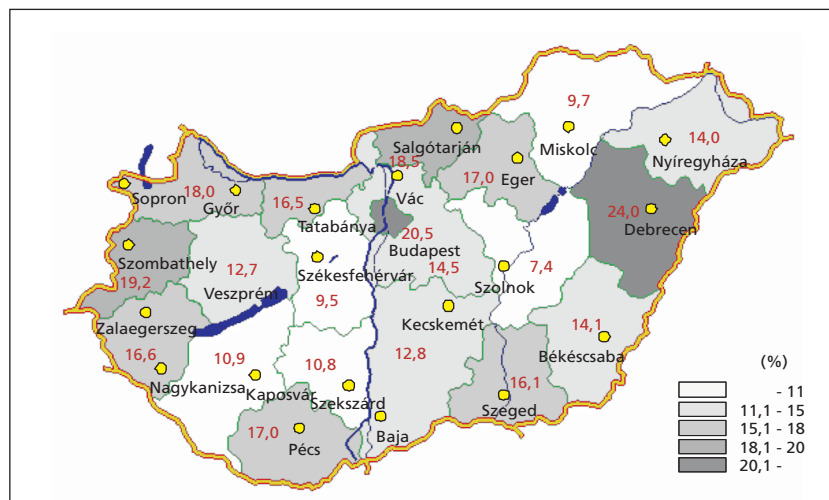 9,7
Salgótarján
Miskolc
14,0
18,5
Nyíregyháza
17,0
Eger
Sopron
18,0
Győr
Vác
16,5
24,0
Tatabánya
20,5
Debrecen
Budapest
Szombathely
12,7
Székesfehérvár
14,5
7,4
19,2
Veszprém
Szolnok
9,5
Zalaegerszeg
Kecskemét
14,1
16,6
10,9
10,8
12,8
Békéscsaba
Nagykanizsa
Kaposvár
Szekszárd
16,1
Szeged
17,0
Baja
Pécs
(%)
- 11
11,1 - 15
15,1 - 18
18,1 - 20
20,1 -